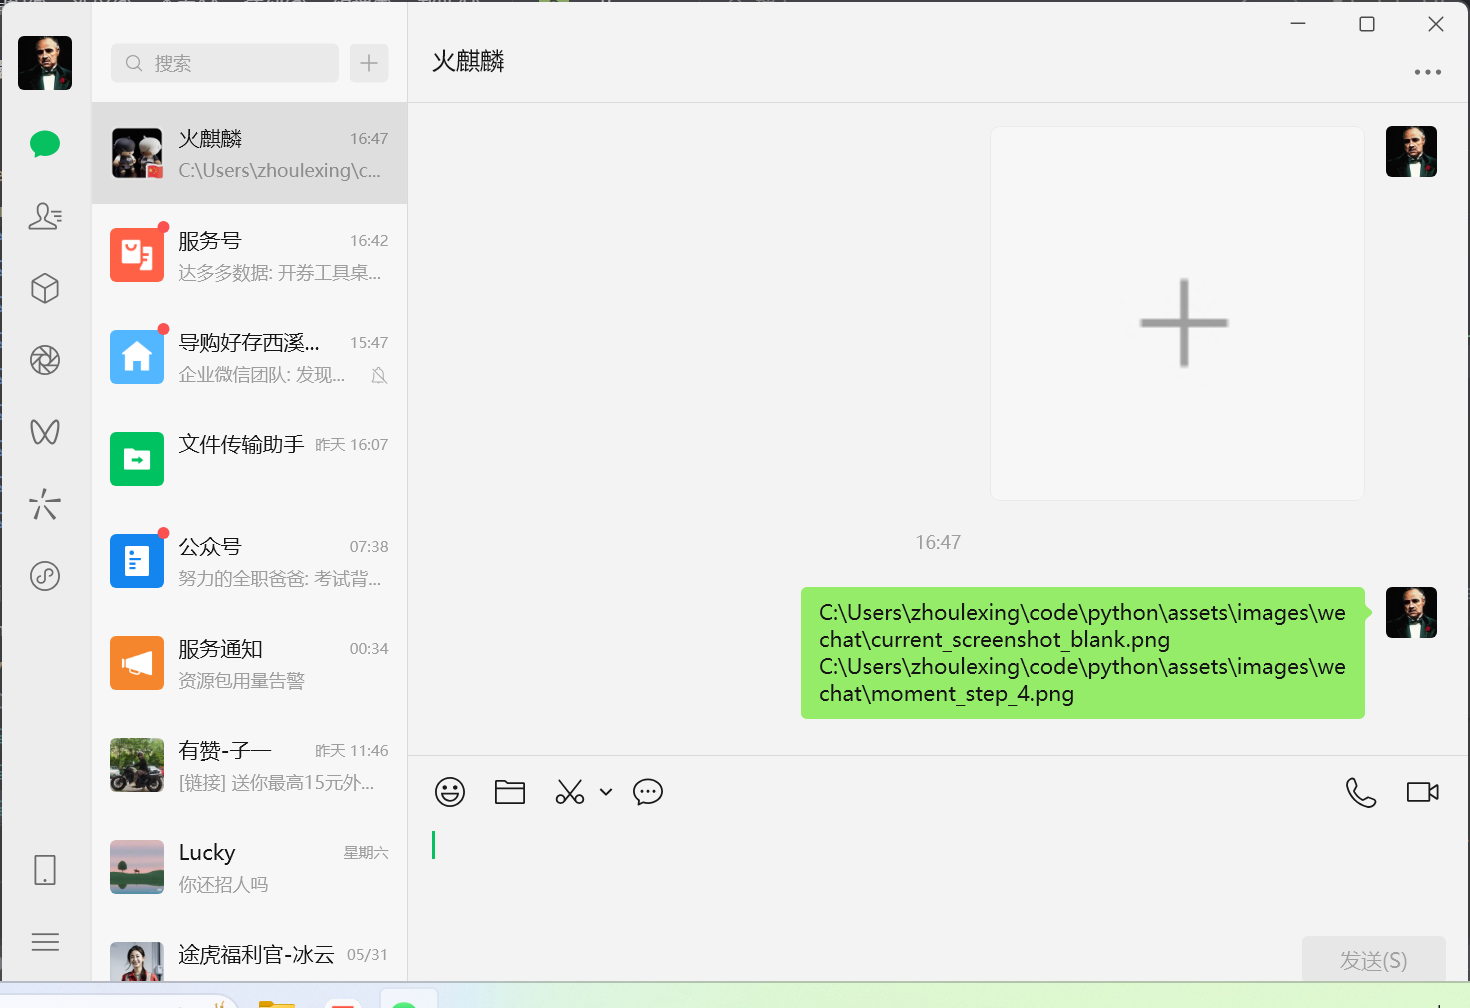 搜索
火麒麟
火麒麟 16:47
C:\Users\zhoulexing\c...
服务号 16:42
达多多数据: 开券工具桌...
导购好存西溪... 15:47
企业微信团队: 发现...
文件传输助手 昨天 16:07
公众号 07:38
努力的全职爸爸: 考试背...
服务通知 00:34
资源包用量告警
有赞-子一 昨天 11:46
[链接] 送你最高15元外...
Lucky 星期六
你还招人吗
途虎福利官-冰云 05/31
16:47
C:\Users\zhoulexing\code\python\assets\images\we
chat\current_screenshot_blank.png
C:\Users\zhoulexing\code\python\assets\images\we
chat\moment_step_4.png
发送(S)